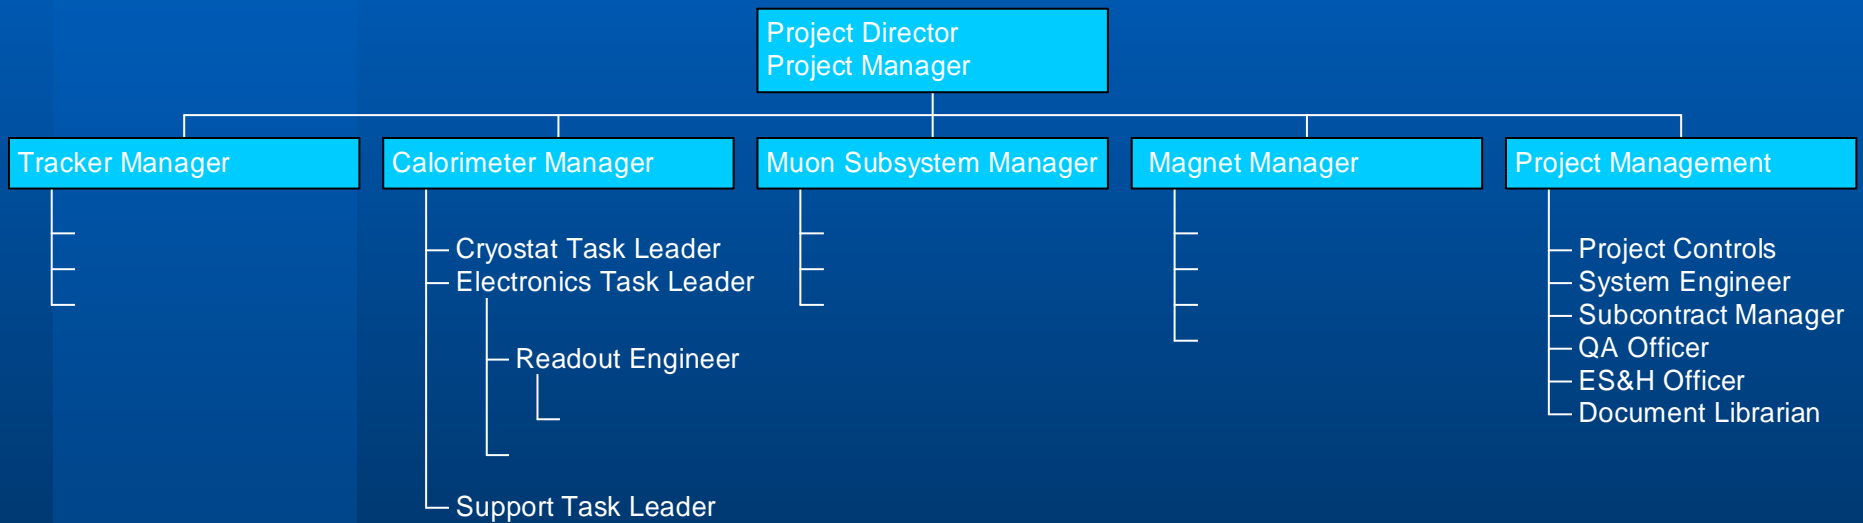 Project Director
Project Manager
Tracker Manager
Calorimeter Manager
Muon Subsystem Manager
Magnet Manager
Project Management
Cryostat Task Leader
Electronics Task Leader
Readout Engineer
Support Task Leader
Project Controls
System Engineer
Subcontract Manager
QA Officer
ES&H Officer
Document Librarian